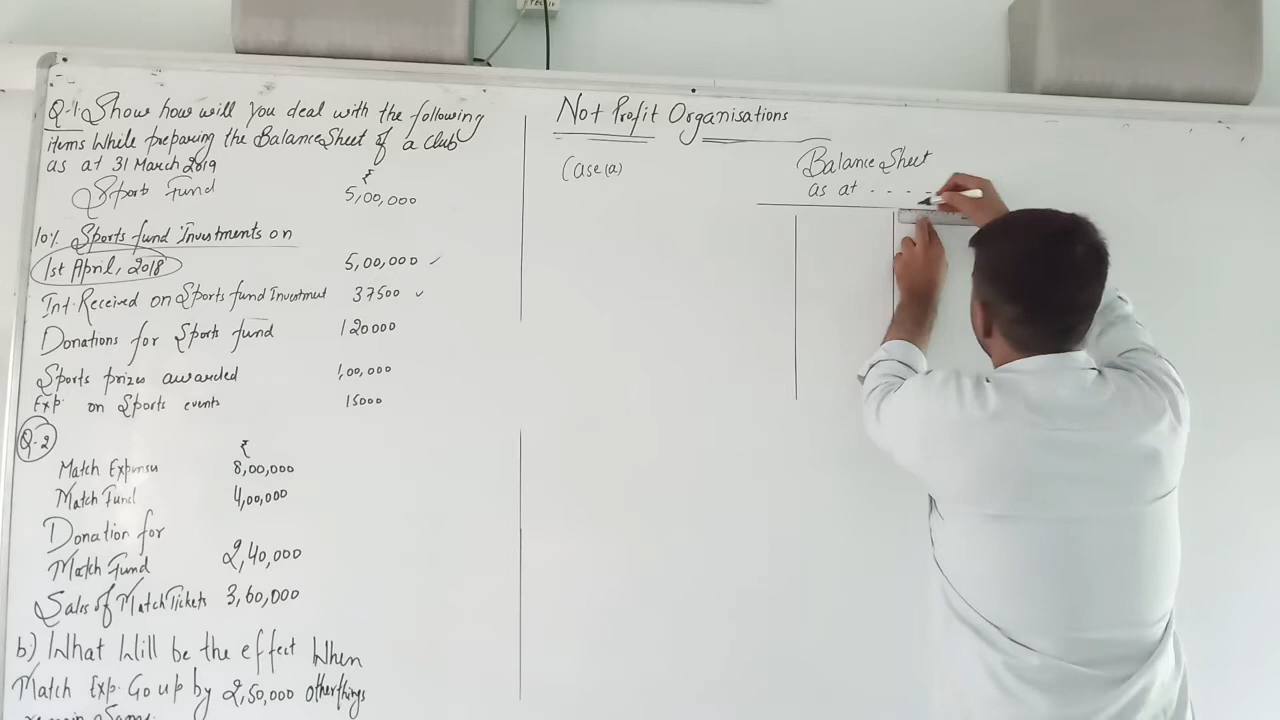 Q-1 Show how will you deal with the following
items While preparing the Balance Sheet of a club
as at 31 March 2019
₹
Sports Fund 5,00,000
10% Sports fund Investments on
1st April, 2018 5,00,000
Int. Received on Sports fund Investment 37500
Donations for Sports fund 120000
Sports prizes awarded 1,00,000
Exp. on Sports events 15000
Q-2
₹
Match Expenses 8,00,000
Match Fund 4,00,000
Donation for
Match Fund 2,40,000
Sales of Match Tickets 3,60,000
b) What Will be the effect When
Match Exp. Go up by 2,50,000 other things
remain Same
Not Profit Organisations
Case (a)
Balance Sheet
as at . . . .